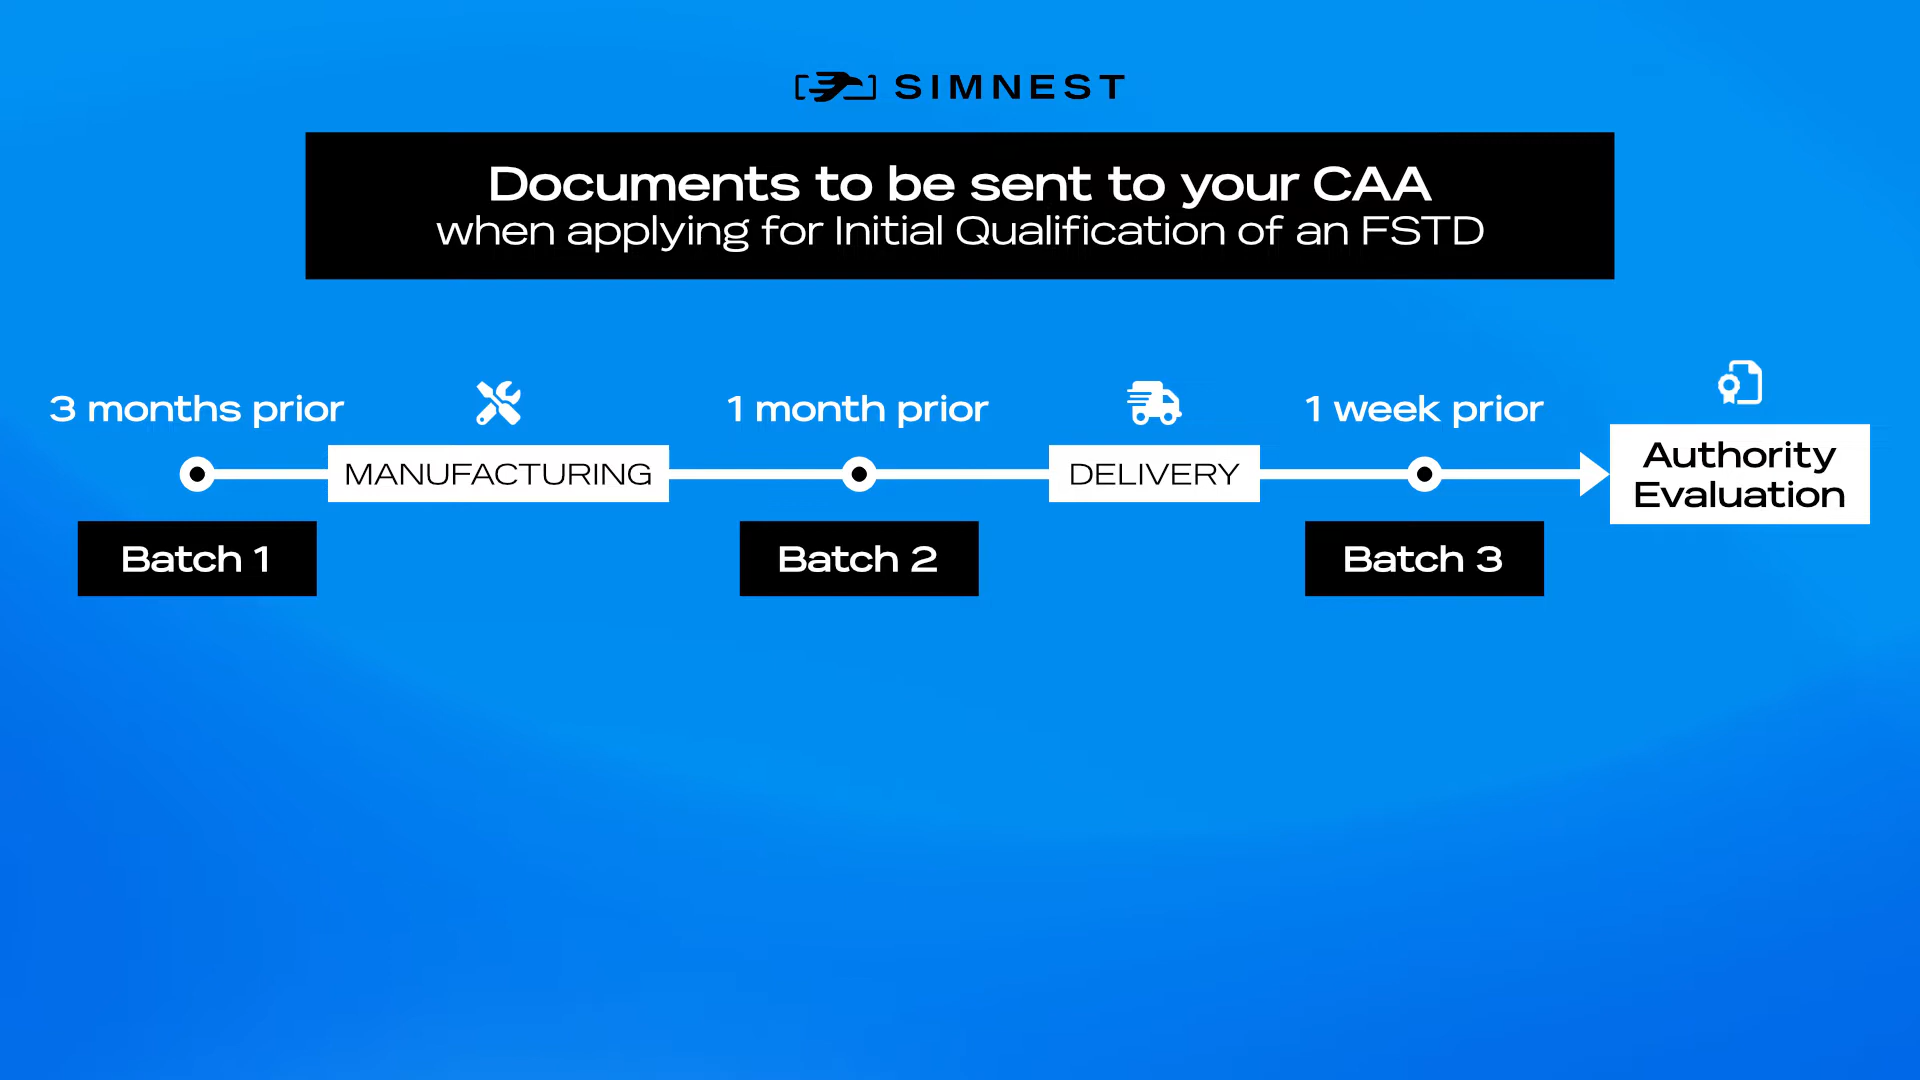 SIMNEST
Documents to be sent to your CAA
when applying for Initial Qualification of an FSTD
3 months prior
1 month prior
1 week prior
MANUFACTURING
DELIVERY
Authority
Evaluation
Batch 1
Batch 2
Batch 3